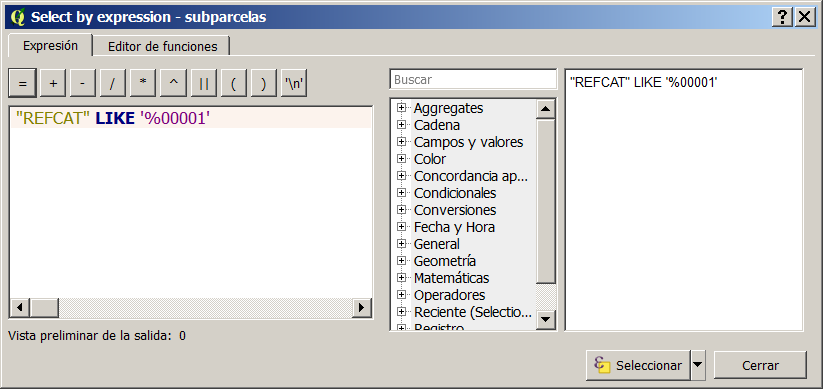 Select by expression - subparcelas
Expresión
Editor de funciones
= + - / * ^ || ( ) '\n'
"REFCAT" LIKE '%00001'
Vista preliminar de la salida: 0
Buscar
Aggregates
Cadena
Campos y valores
Color
Concordancia ap...
Condicionales
Conversiones
Fecha y Hora
General
Geometría
Matemáticas
Operadores
Reciente (Selectio...
Registro
"REFCAT" LIKE '%00001'
Seleccionar
Cerrar